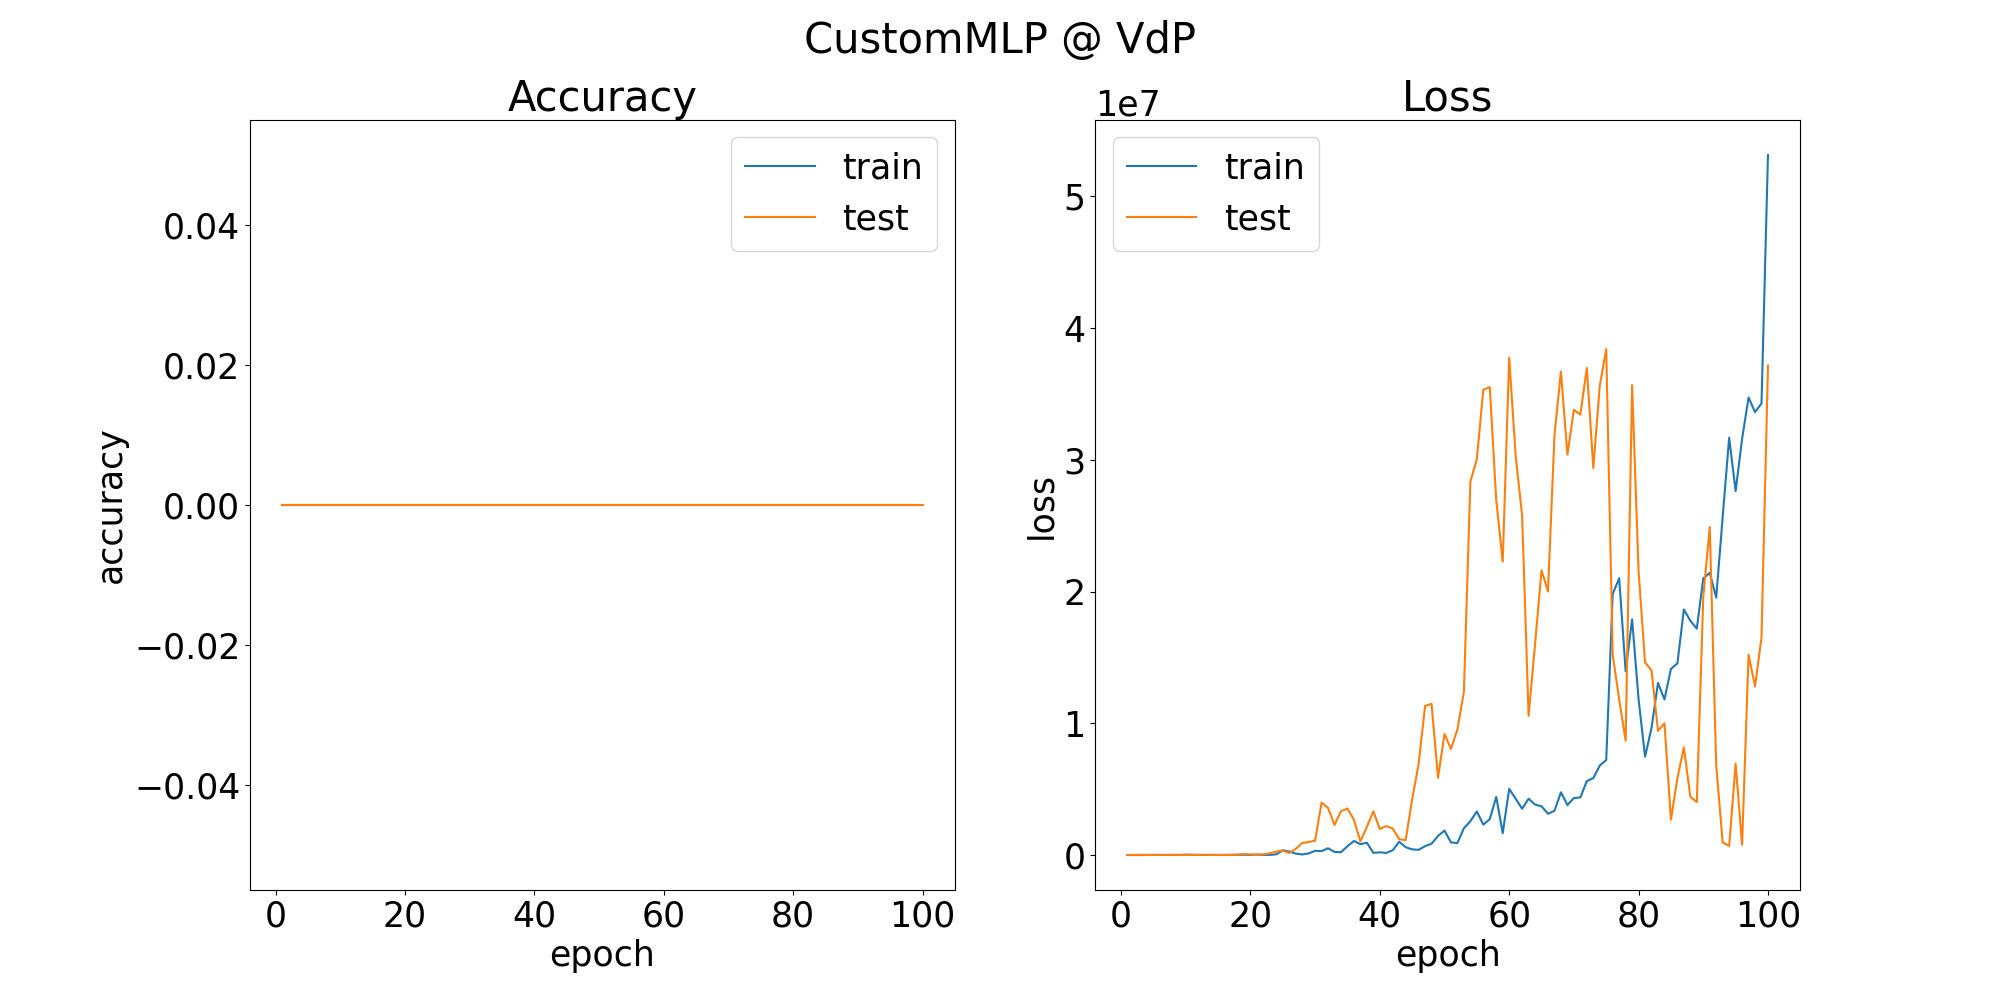 CustomMLP @ VdP
Accuracy
train
test
0.04
0.02
0.00
−0.02
−0.04
accuracy
0 20 40 60 80 100
epoch
Loss
1e7
train
test
5
4
3
2
1
0
loss
0 20 40 60 80 100
epoch